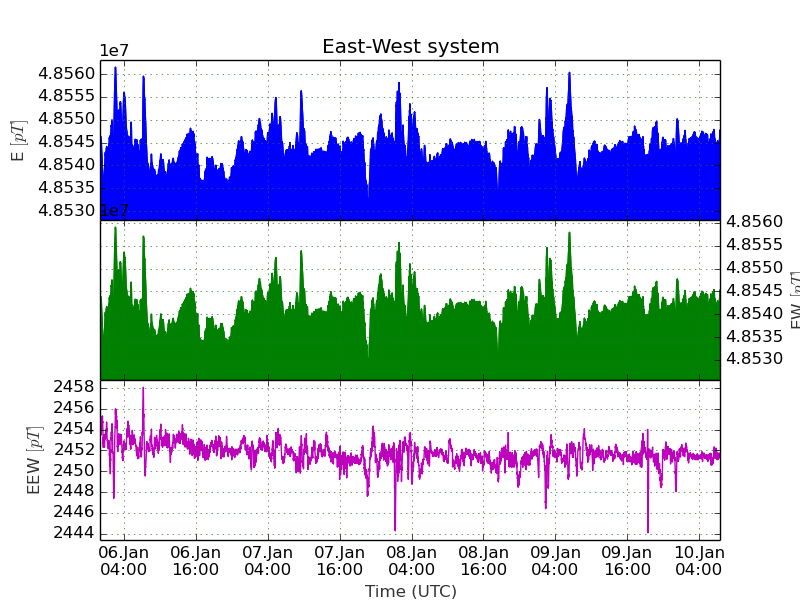 East-West system
1e7
4.8560
4.8555
4.8550
4.8545
4.8540
4.8535
4.8530
E [pT]
1e7
4.8560
4.8555
4.8550
4.8545
4.8540
4.8535
4.8530
EW [pT]
2458
2456
2454
2452
2450
2448
2446
2444
EEW [pT]
06.Jan 06.Jan 07.Jan 07.Jan 08.Jan 08.Jan 09.Jan 09.Jan 10.Jan
04:00 16:00 04:00 16:00 04:00 16:00 04:00 16:00 04:00
Time (UTC)